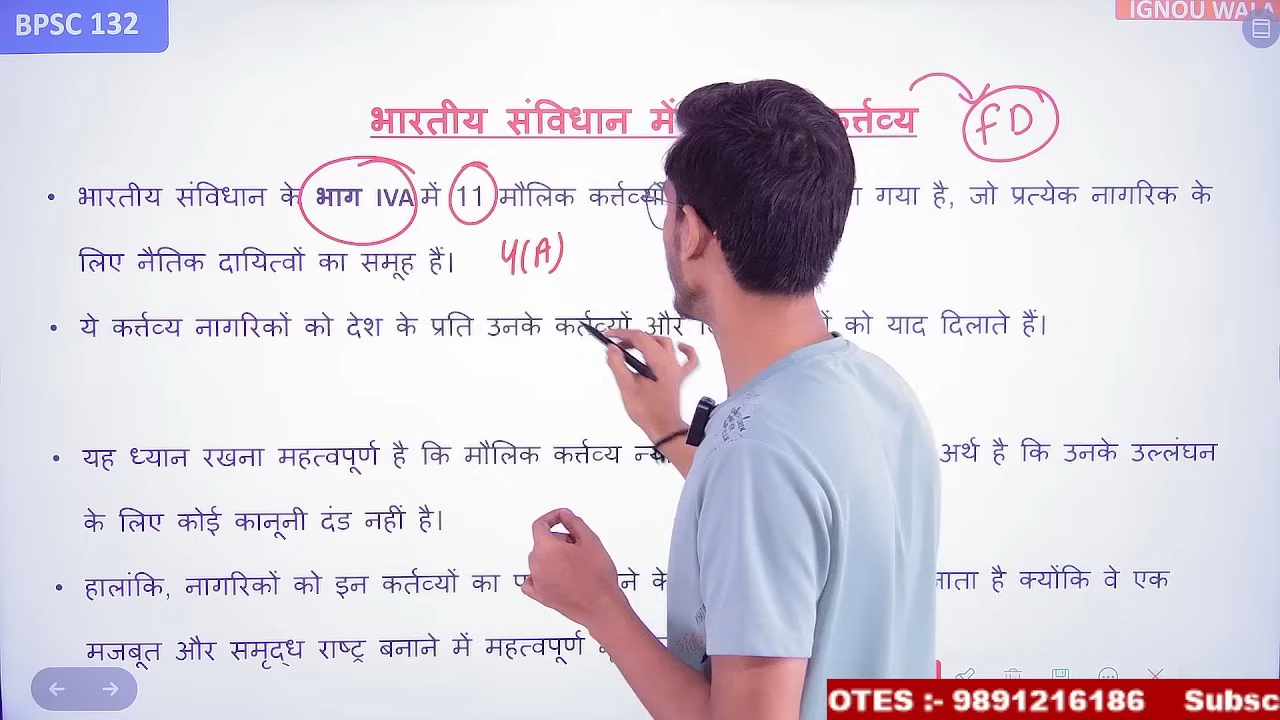 BPSC 132
IGNOU WALA
भारतीय संविधान में कर्त्तव्य
fD
भारतीय संविधान के भाग IVA में 11 मौलिक गया है, जो प्रत्येक नागरिक के
लिए नैतिक दायित्वों का समूह हैं।
4(A)
ये कर्त्तव्य नागरिकों को देश के प्रति उनके कर्त्तव्यों और को याद दिलाते हैं।
यह ध्यान रखना महत्वपूर्ण है कि मौलिक कर्त्तव्य अर्थ है कि उनके उल्लंघन
के लिए कोई कानूनी दंड नहीं है।
हालांकि, नागरिकों को इन कर्तव्यों का के जाता है क्योंकि वे एक
मजबूत और समृद्ध राष्ट्र बनाने में महत्वपूर्ण
OTES :- 9891216186 Subsc